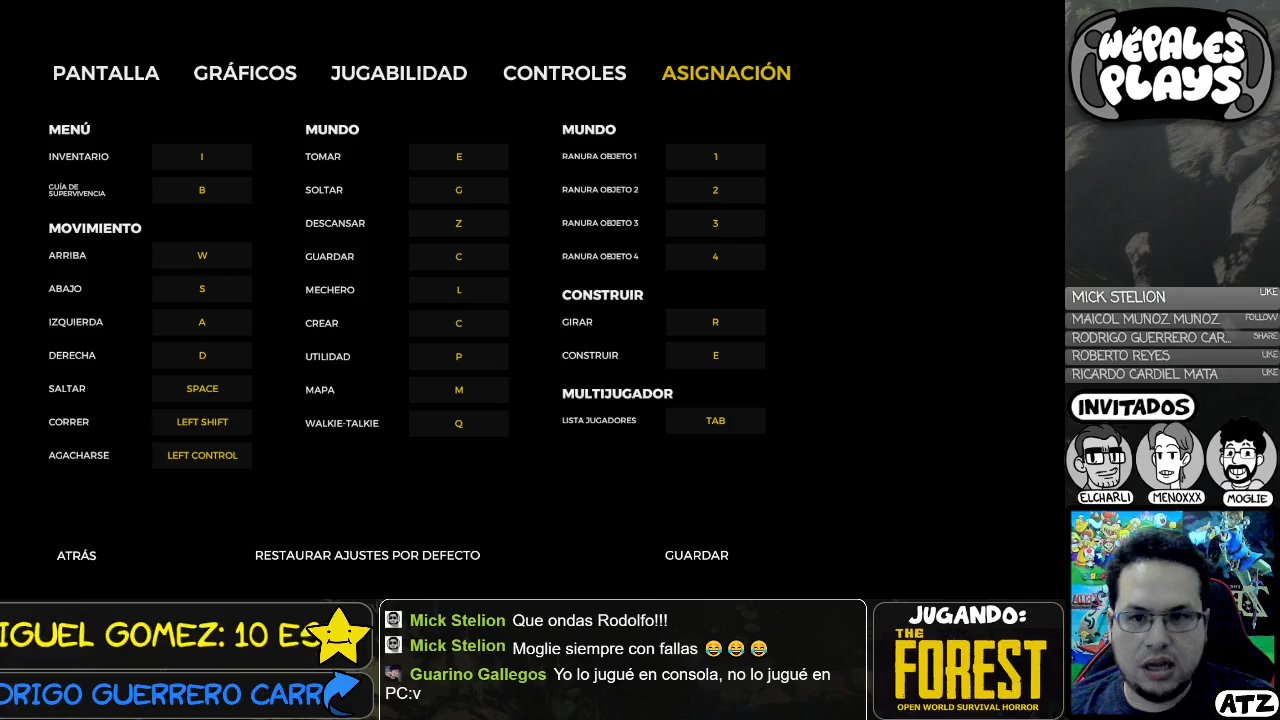 PANTALLA GRÁFICOS JUGABILIDAD CONTROLES ASIGNACIÓN
MENÚ
INVENTARIO I
GUÍA DE
SUPERVIVENCIA B
MOVIMIENTO
ARRIBA W
ABAJO S
IZQUIERDA A
DERECHA D
SALTAR SPACE
CORRER LEFT SHIFT
AGACHARSE LEFT CONTROL
MUNDO
TOMAR E
SOLTAR G
DESCANSAR Z
GUARDAR C
MECHERO L
CREAR C
UTILIDAD P
MAPA M
WALKIE-TALKIE Q
MUNDO
RANURA OBJETO 1 1
RANURA OBJETO 2 2
RANURA OBJETO 3 3
RANURA OBJETO 4 4
CONSTRUIR
GIRAR R
CONSTRUIR E
MULTIJUGADOR
LISTA JUGADORES TAB
ATRÁS RESTAURAR AJUSTES POR DEFECTO GUARDAR
WÉPALES
PLAYS
MICK STELION LIKE
MAICOL MUÑOZ MUÑOZ FOLLOW
RODRIGO GUERRERO CAR... SHARE
ROBERTO REYES LIKE
RICARDO CARDIEL MATA LIKE
INVITADOS
ELCHARLI MENOXXX MOGLIE
IGUEL GOMEZ: 10 ES
DRIGO GUERRERO CARR
Mick Stelion Que ondas Rodolfo!!!
Mick Stelion Moglie siempre con fallas 😂 😂 😂
Guarino Gallegos Yo lo jugué en consola, no lo jugué en
PC:v
JUGANDO:
THE
FOREST
OPEN WORLD SURVIVAL HORROR
ATZ